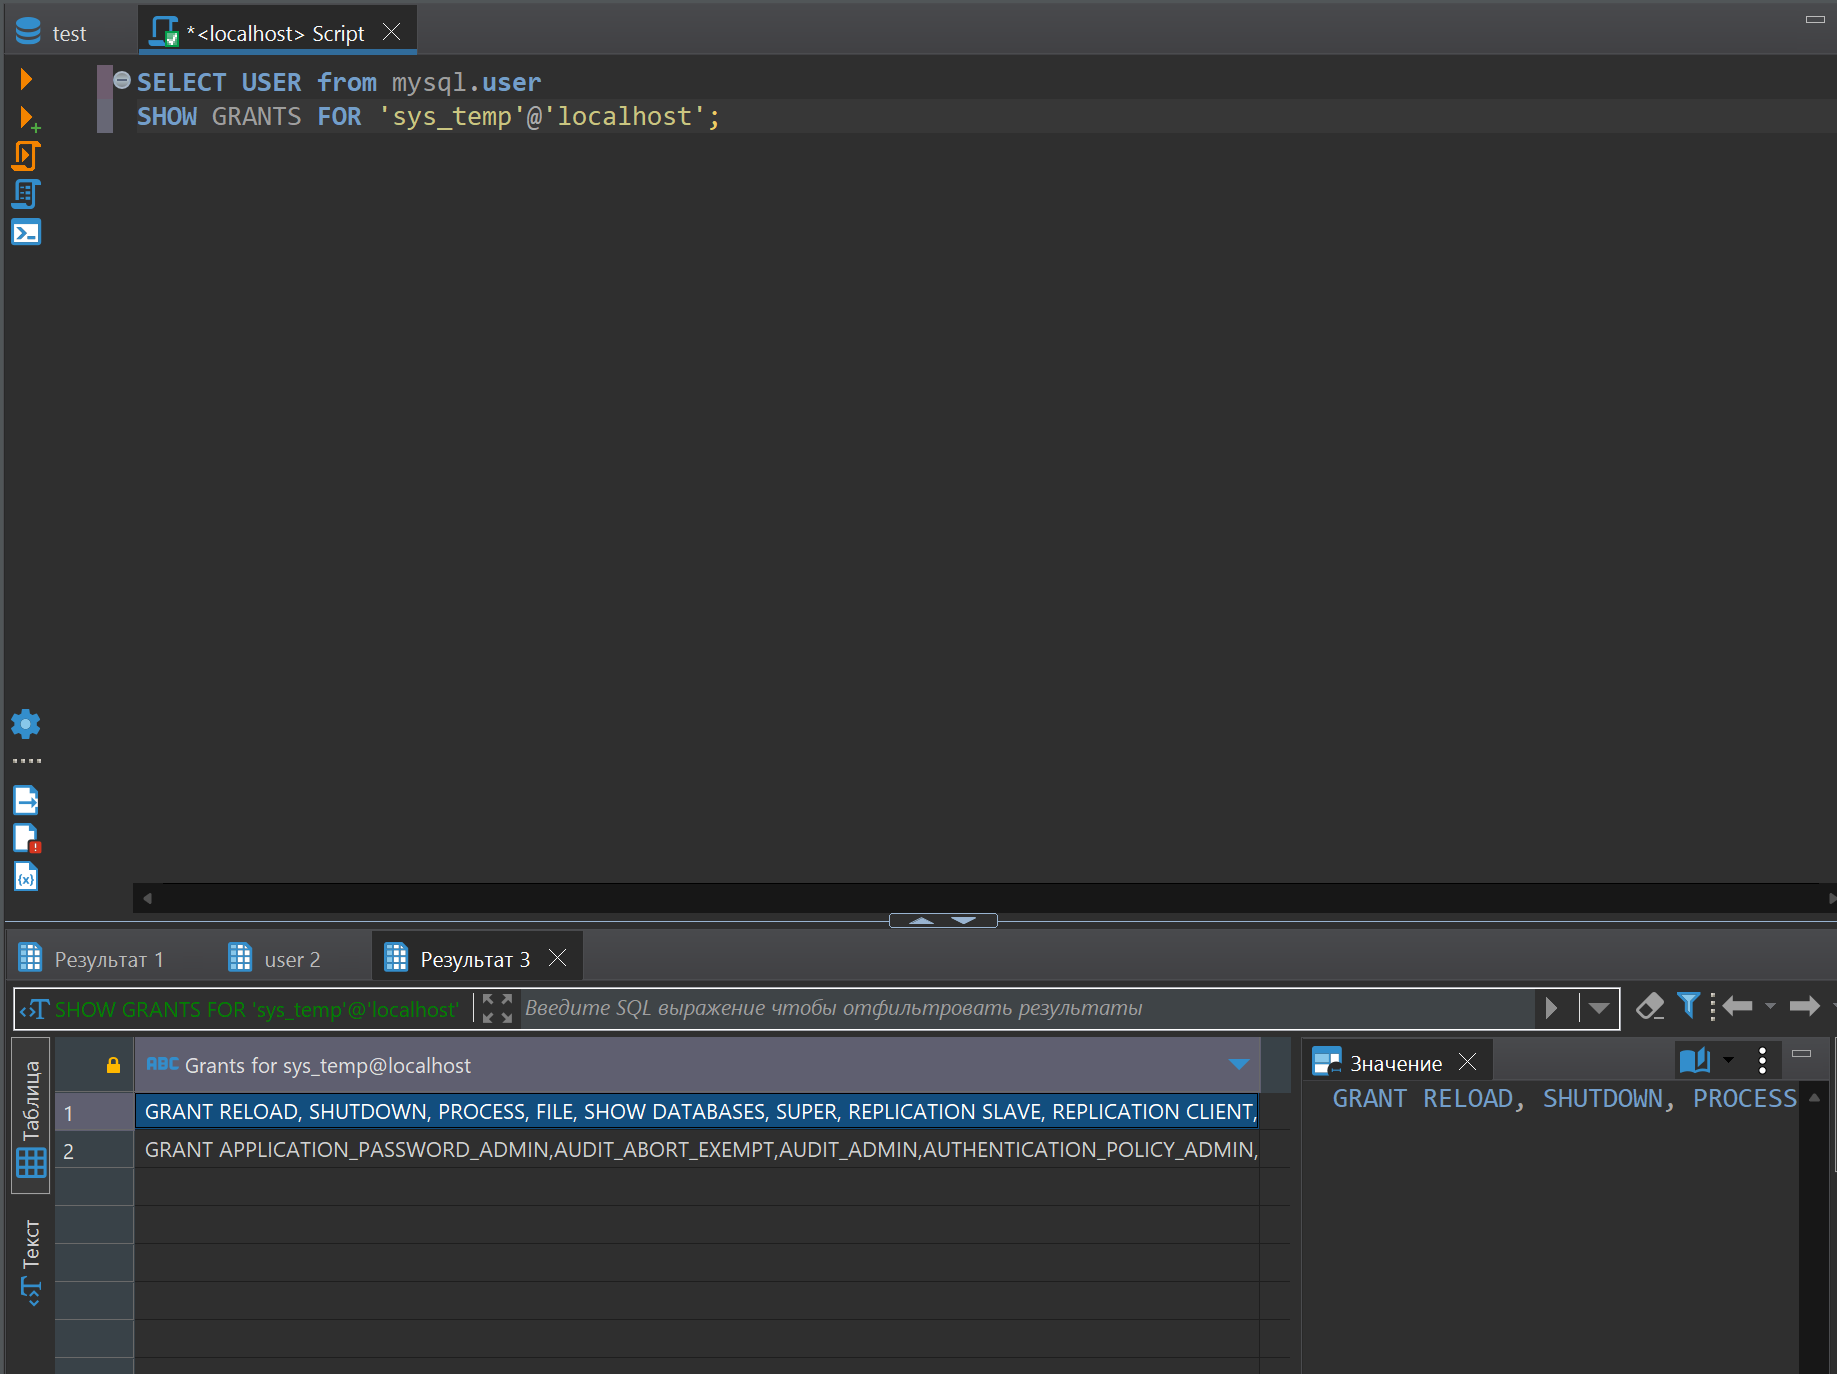 test
*<localhost> Script
SELECT USER from mysql.user
SHOW GRANTS FOR 'sys_temp'@'localhost';
Результат 1
user 2
Результат 3
SHOW GRANTS FOR 'sys_temp'@'localhost'
Введите SQL выражение чтобы отфильтровать результаты
Таблица
Текст
ABC Grants for sys_temp@localhost
1 GRANT RELOAD, SHUTDOWN, PROCESS, FILE, SHOW DATABASES, SUPER, REPLICATION SLAVE, REPLICATION CLIENT,
2 GRANT APPLICATION_PASSWORD_ADMIN,AUDIT_ABORT_EXEMPT,AUDIT_ADMIN,AUTHENTICATION_POLICY_ADMIN,
Значение
GRANT RELOAD, SHUTDOWN, PROCESS